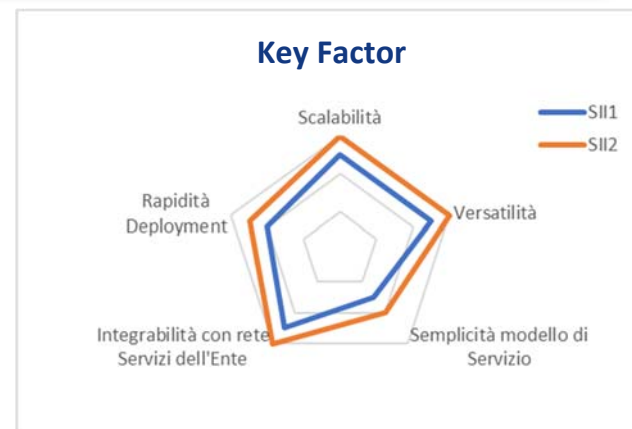 Key Factor
Scalabilità
SII1
SII2
Rapidità
Deployment
Versatilità
Integrabilità con rete
Servizi dell'Ente
Semplicità modello di
Servizio